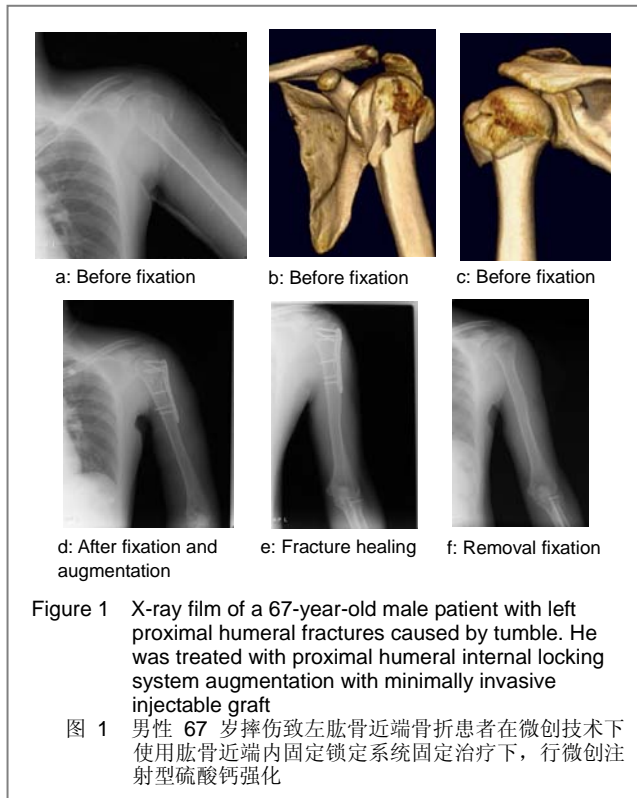 a: Before fixation
b: Before fixation
c: Before fixation
d: After fixation and
augmentation
e: Fracture healing
f: Removal fixation
Figure 1 X-ray film of a 67-year-old male patient with left
proximal humeral fractures caused by tumble. He
was treated with proximal humeral internal locking
system augmentation with minimally invasive
injectable graft
图 1 男性 67 岁摔伤致左肱骨近端骨折患者在微创技术下
使用肱骨近端内固定锁定系统固定治疗下，行微创注
射型硫酸钙强化